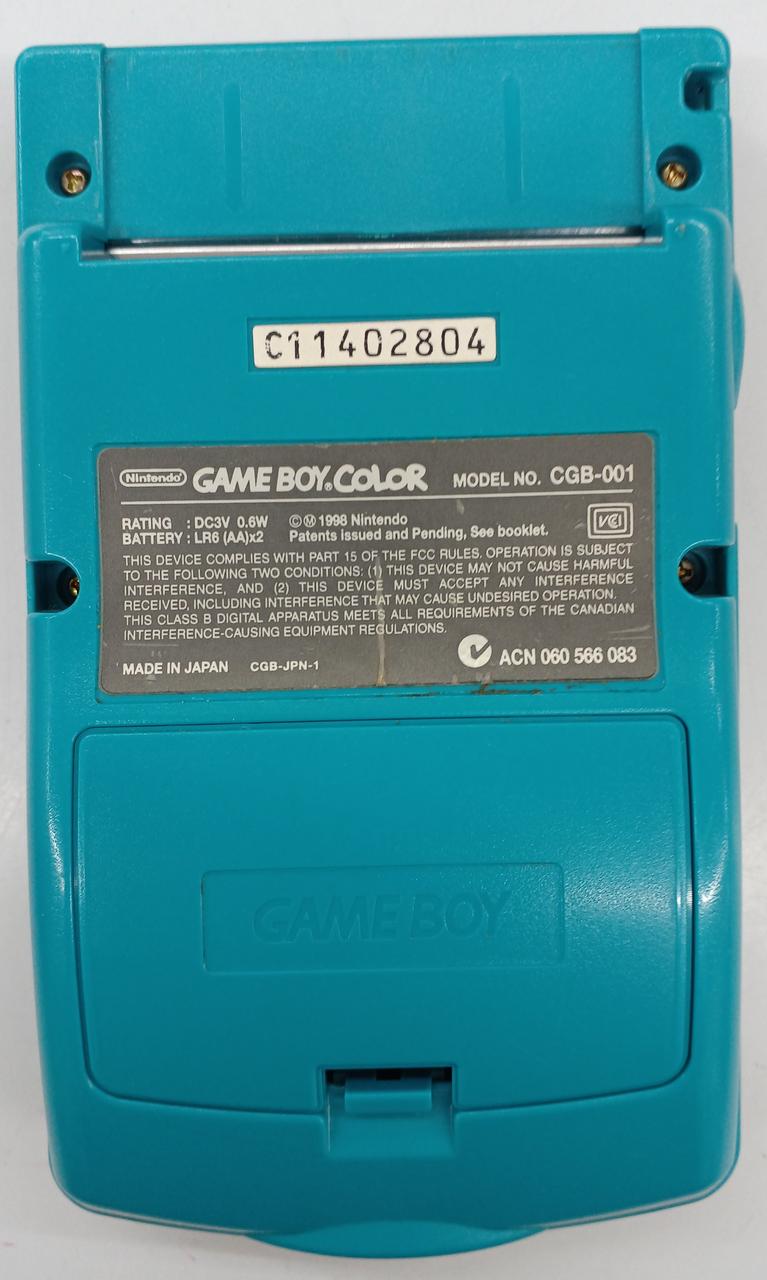 C11402804
Nintendo® GAME BOY® COLOR MODEL NO. CGB-001
RATING : DC3V 0.6W ©Ⓜ1998 Nintendo
BATTERY : LR6 (AA)x2 Patents issued and Pending, See booklet.
VCI
THIS DEVICE COMPLIES WITH PART 15 OF THE FCC RULES. OPERATION IS SUBJECT
TO THE FOLLOWING TWO CONDITIONS: (1) THIS DEVICE MAY NOT CAUSE HARMFUL
INTERFERENCE, AND (2) THIS DEVICE MUST ACCEPT ANY INTERFERENCE
RECEIVED, INCLUDING INTERFERENCE THAT MAY CAUSE UNDESIRED OPERATION.
THIS CLASS B DIGITAL APPARATUS MEETS ALL REQUIREMENTS OF THE CANADIAN
INTERFERENCE-CAUSING EQUIPMENT REGULATIONS.
MADE IN JAPAN CGB-JPN-1 ACN 060 566 083
GAME BOY